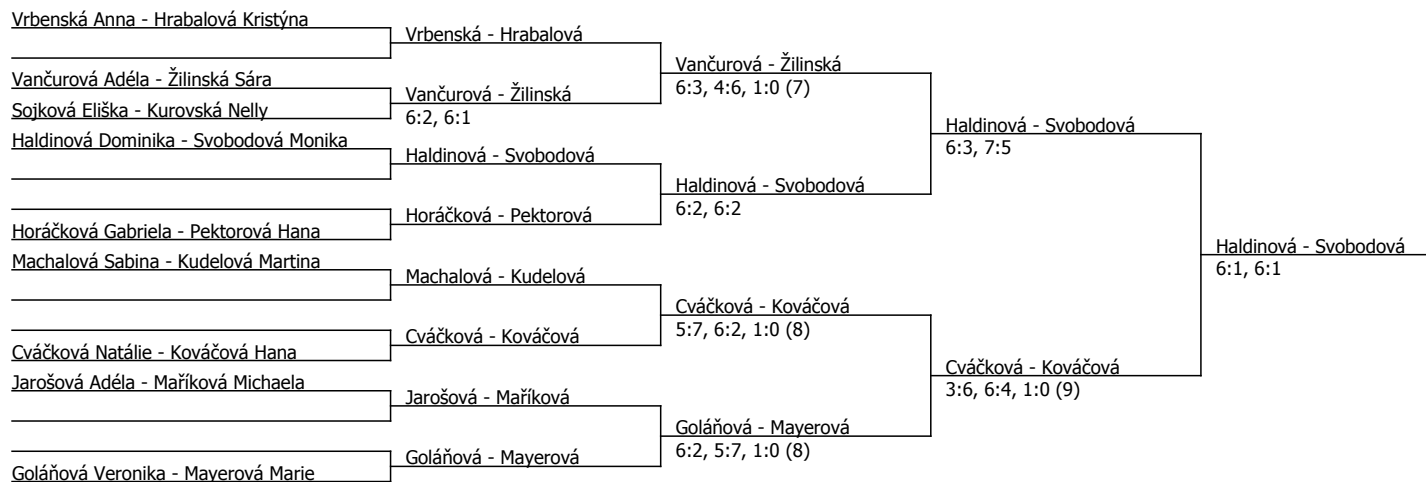 Vrbenská Anna - Hrabalová Kristýna
Vančurová Adéla - Žilinská Sára
Sojková Eliška - Kurovská Nelly
Haldinová Dominika - Svobodová Monika
Horáčková Gabriela - Pektorová Hana
Machalová Sabina - Kudelová Martina
Cváčková Natálie - Kováčová Hana
Jarošová Adéla - Maříková Michaela
Goláňová Veronika - Mayerová Marie
Vrbenská - Hrabalová
Vančurová - Žilinská
6:2, 6:1
Haldinová - Svobodová
Horáčková - Pektorová
Machalová - Kudelová
Cváčková - Kováčová
Jarošová - Maříková
Goláňová - Mayerová
Vančurová - Žilinská
6:3, 4:6, 1:0 (7)
Haldinová - Svobodová
6:2, 6:2
Cváčková - Kováčová
5:7, 6:2, 1:0 (8)
Goláňová - Mayerová
6:2, 5:7, 1:0 (8)
Haldinová - Svobodová
6:3, 7:5
Cváčková - Kováčová
3:6, 6:4, 1:0 (9)
Haldinová - Svobodová
6:1, 6:1